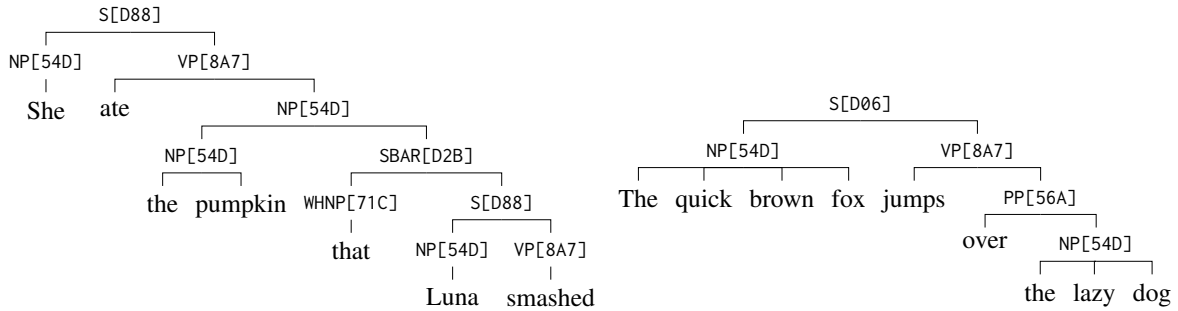 S[D88]
NP[54D] VP[8A7]
She ate NP[54D]
NP[54D] SBAR[D2B]
the pumpkin WHNP[71C] S[D88]
that NP[54D] VP[8A7]
Luna smashed
S[D06]
NP[54D] VP[8A7]
The quick brown fox jumps PP[56A]
over NP[54D]
the lazy dog